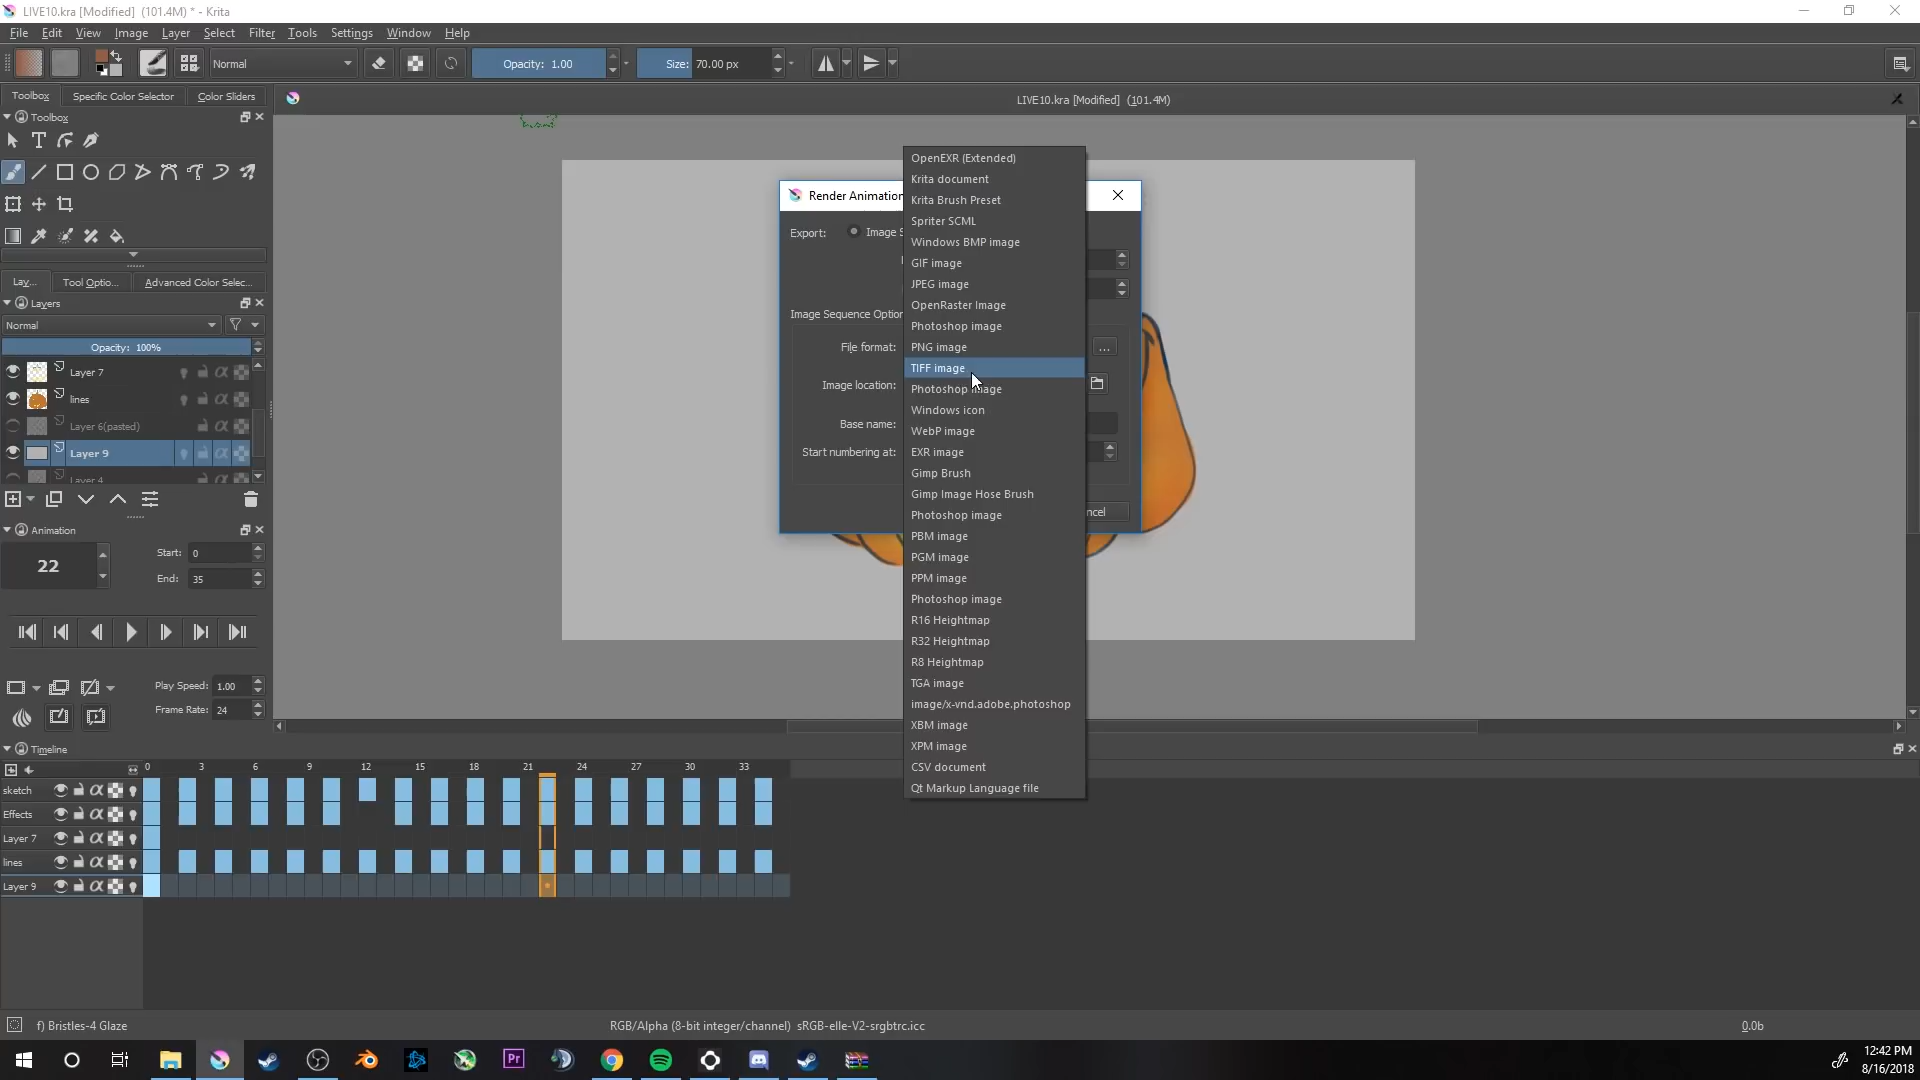 LIVE10.kra [Modified]  (101.4M) * - Krita
File Edit View Image Layer Select Filter Tools Settings Window Help
Normal
Opacity: 1.00
Size: 70.00 px
Toolbox Specific Color Selector Color Sliders
LIVE10.kra [Modified]  (101.4M)
Toolbox
Lay... Tool Optio... Advanced Color Selec...
Layers
Normal
Opacity: 100%
Layer 7
lines
Layer 6(pasted)
Layer 9
Layer 4
Animation
22
Start: 0
End: 35
Play Speed: 1.00
Frame Rate: 24
Render Animation
Export: Image S
Image Sequence Option
File format: ...
Image location:
Base name:
Start numbering at:
ncel
OpenEXR (Extended)
Krita document
Krita Brush Preset
Spriter SCML
Windows BMP image
GIF image
JPEG image
OpenRaster Image
Photoshop image
PNG image
TIFF image
Photoshop image
Windows icon
WebP image
EXR image
Gimp Brush
Gimp Image Hose Brush
Photoshop image
PBM image
PGM image
PPM image
Photoshop image
R16 Heightmap
R32 Heightmap
R8 Heightmap
TGA image
image/x-vnd.adobe.photoshop
XBM image
XPM image
CSV document
Qt Markup Language file
Timeline
0 3 6 9 12 15 18 21 24 27 30 33
sketch
Effects
Layer 7
lines
Layer 9
f) Bristles-4 Glaze
RGB/Alpha (8-bit integer/channel)  sRGB-elle-V2-srgbtrc.icc
0.0b
Pr
12:42 PM
8/16/2018